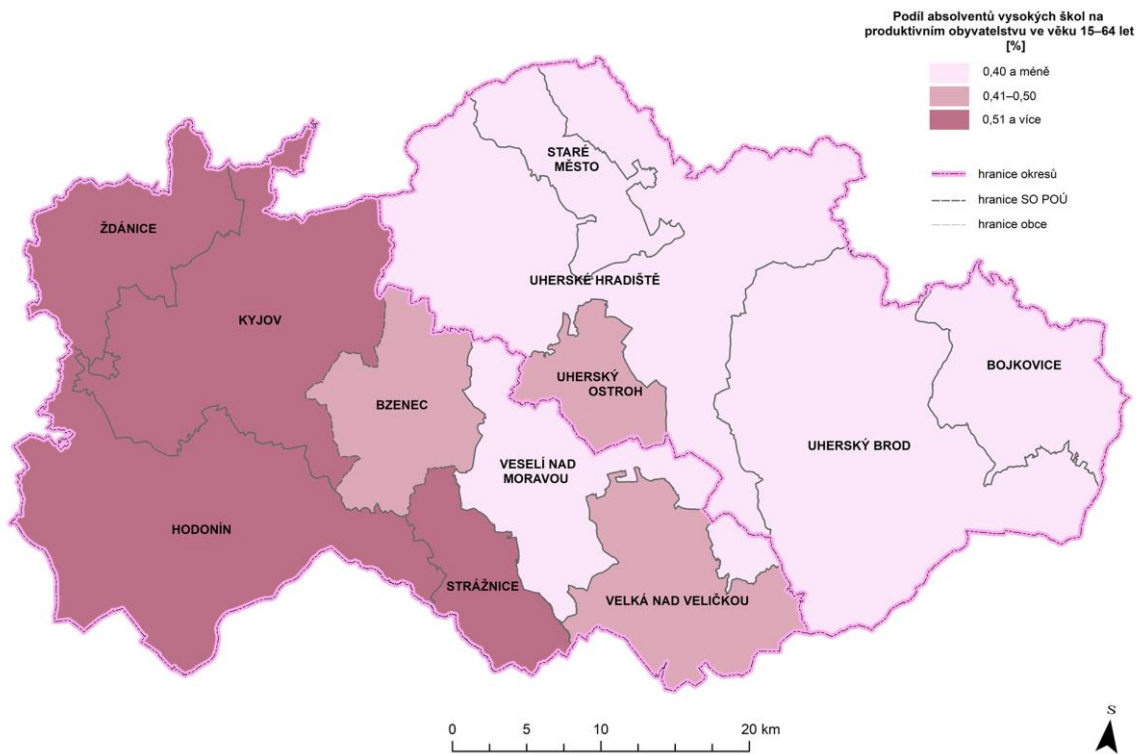 Podíl absolventů vysokých škol na
produktivním obyvatelstvu ve věku 15–64 let
[%]
0,40 a méně
0,41–0,50
0,51 a více
hranice okresů
hranice SO POÚ
hranice obce
STARÉ
MĚSTO
ŽDÁNICE
UHERSKÉ HRADIŠTĚ
KYJOV
BOJKOVICE
UHERSKÝ
OSTROH
BZENEC
UHERSKÝ BROD
VESELÍ NAD
MORAVOU
HODONÍN
STRÁŽNICE
VELKÁ NAD VELIČKOU
S
0 5 10 20 km